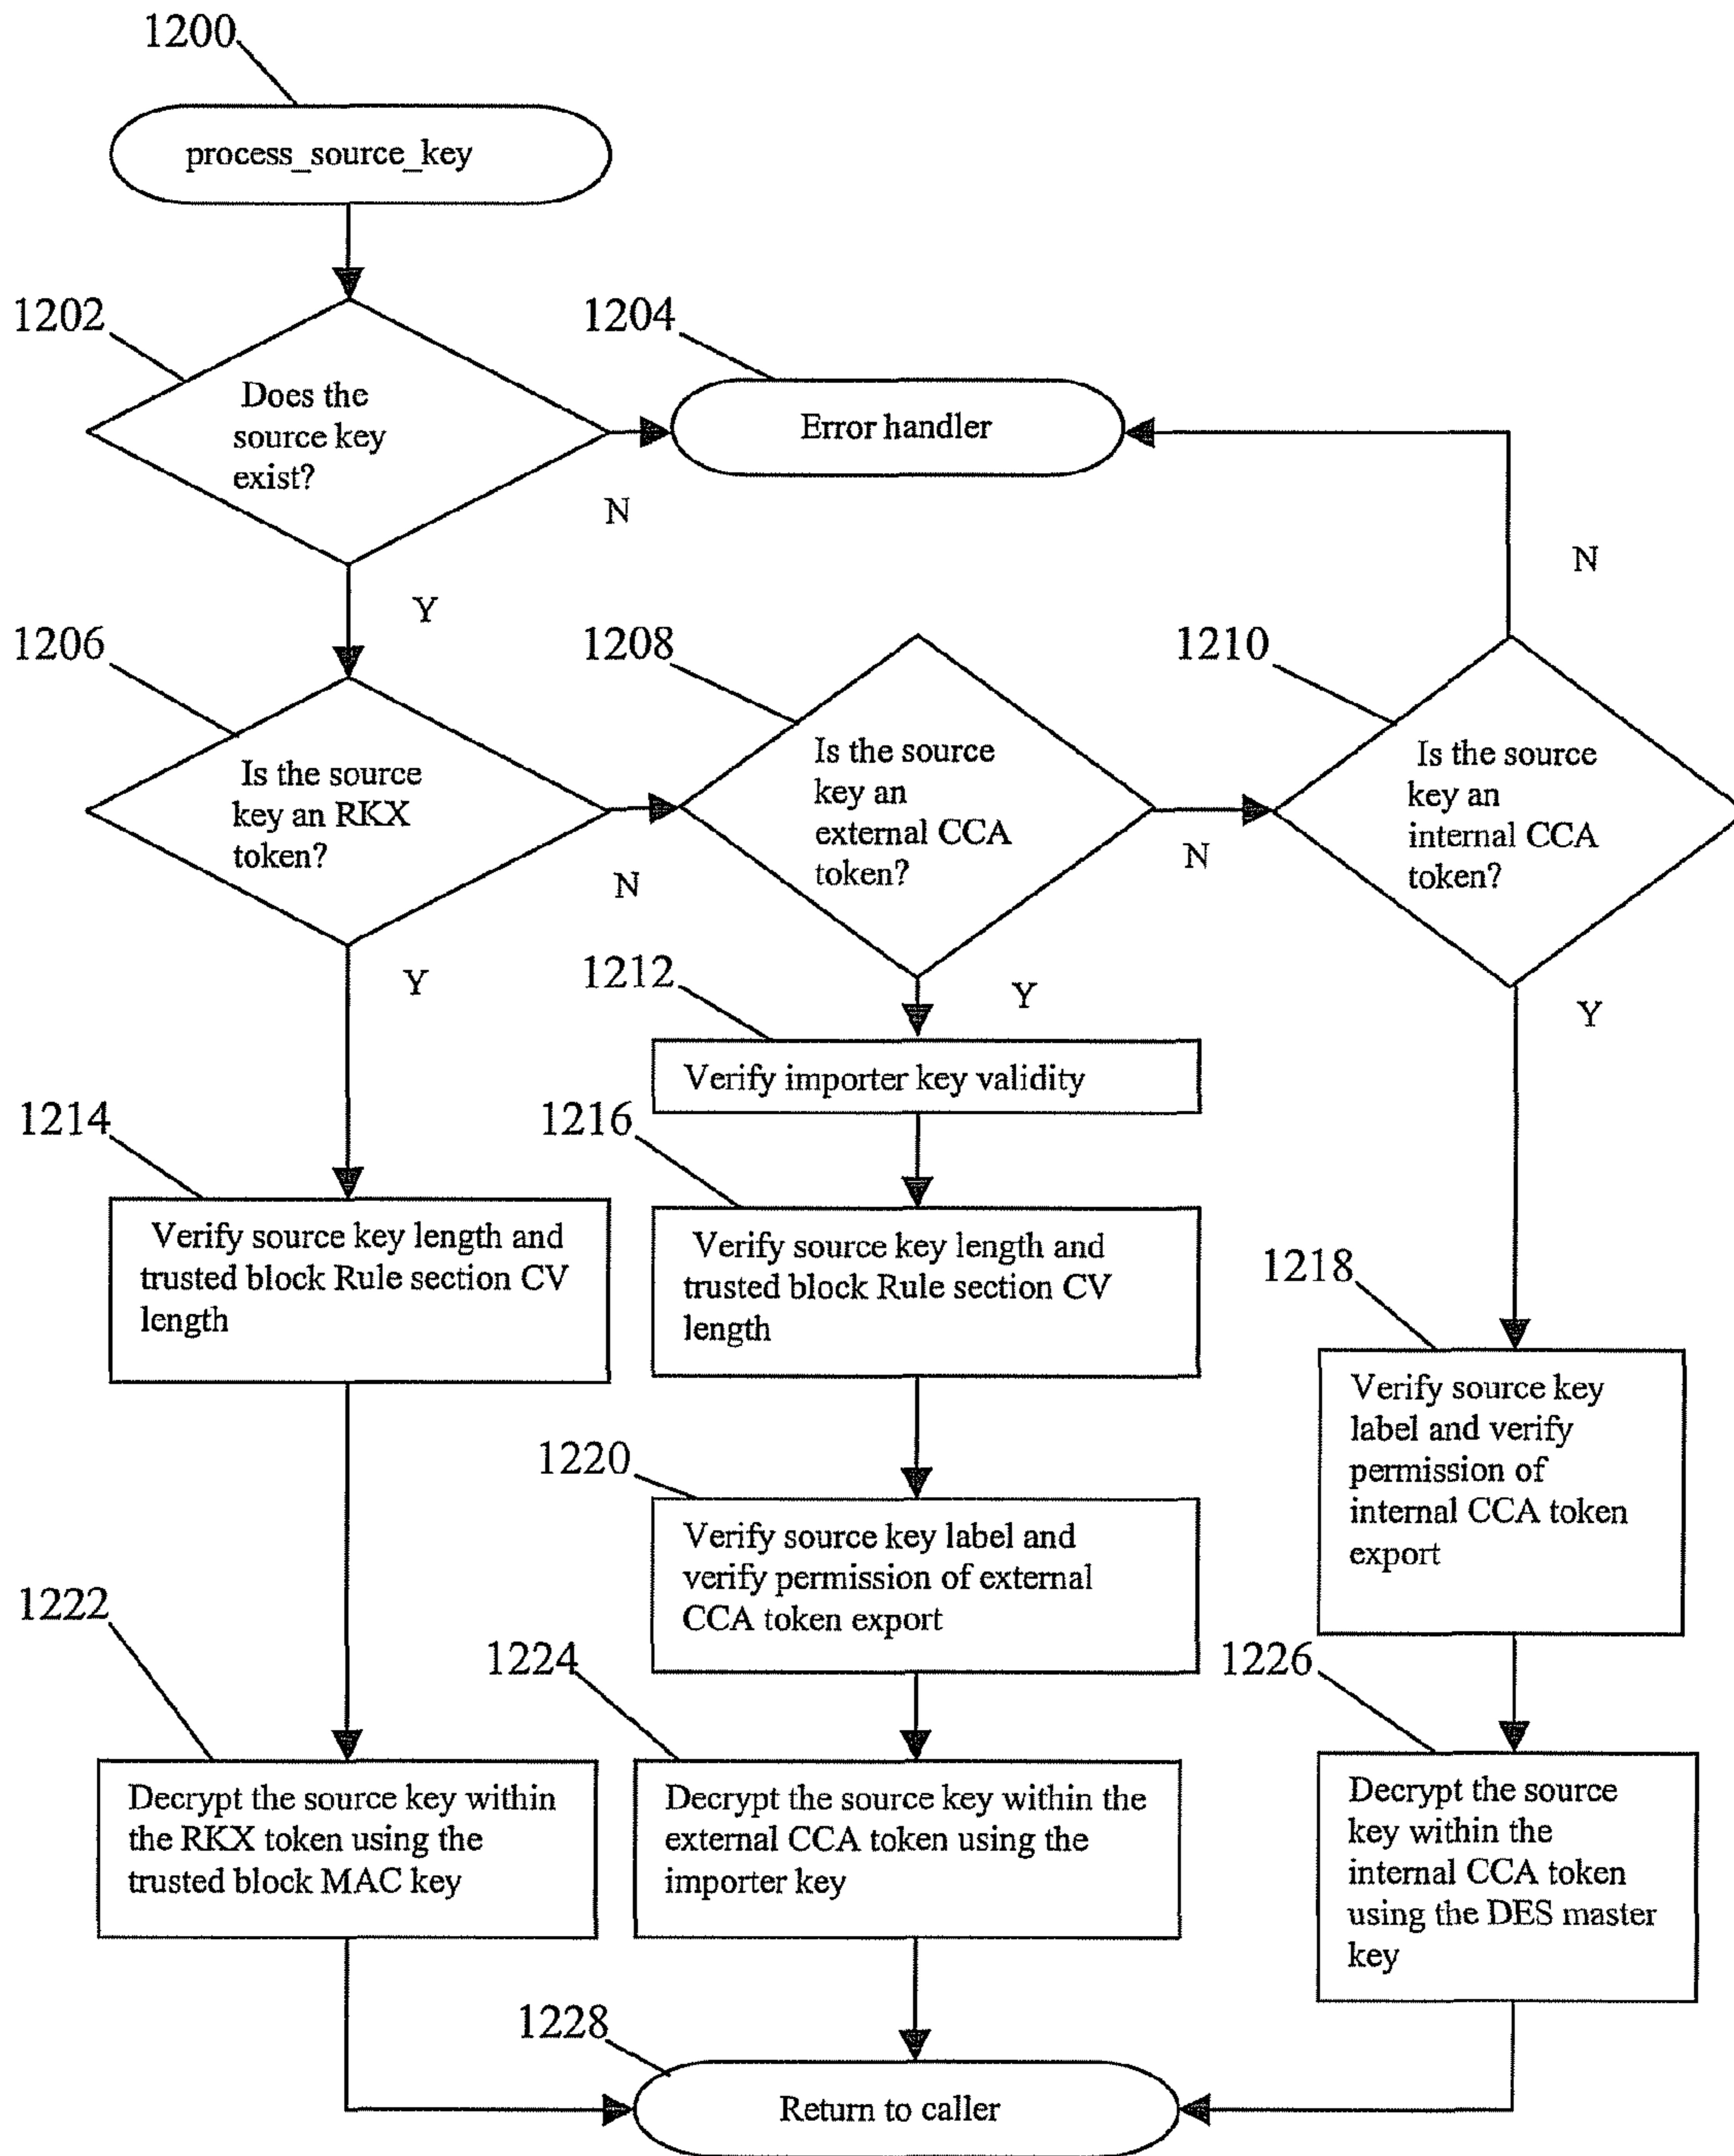 1200
process_source_key
1202
Does the
source key
exist?
N
Y
1204
Error handler
N
1206
Is the source
key an RKX
token?
N
Y
1208
Is the source
key an
external CCA
token?
N
Y
1210
Is the source
key an
internal CCA
token?
Y
1212
Verify importer key validity
1214
Verify source key length and
trusted block Rule section CV
length
1216
Verify source key length and
trusted block Rule section CV
length
1218
Verify source key
label and verify
permission of
internal CCA token
export
1220
Verify source key label and
verify permission of external
CCA token export
1222
Decrypt the source key within
the RKX token using the
trusted block MAC key
1224
Decrypt the source key within the
external CCA token using the
importer key
1226
Decrypt the source
key within the
internal CCA token
using the DES master
key
1228
Return to caller